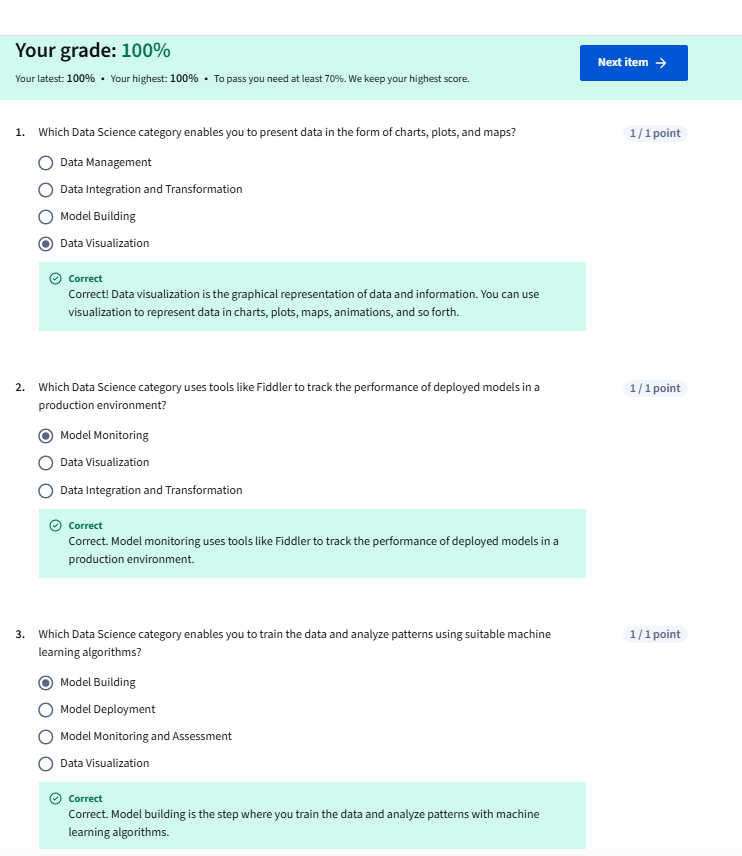 Your grade: 100%
Next item →
Your latest: 100% • Your highest: 100% • To pass you need at least 70%. We keep your highest score.
1. Which Data Science category enables you to present data in the form of charts, plots, and maps?
1 / 1 point
Data Management
Data Integration and Transformation
Model Building
Data Visualization
Correct
Correct! Data visualization is the graphical representation of data and information. You can use
visualization to represent data in charts, plots, maps, animations, and so forth.
2. Which Data Science category uses tools like Fiddler to track the performance of deployed models in a
production environment?
1 / 1 point
Model Monitoring
Data Visualization
Data Integration and Transformation
Correct
Correct. Model monitoring uses tools like Fiddler to track the performance of deployed models in a
production environment.
3. Which Data Science category enables you to train the data and analyze patterns using suitable machine
learning algorithms?
1 / 1 point
Model Building
Model Deployment
Model Monitoring and Assessment
Data Visualization
Correct
Correct. Model building is the step where you train the data and analyze patterns with machine
learning algorithms.